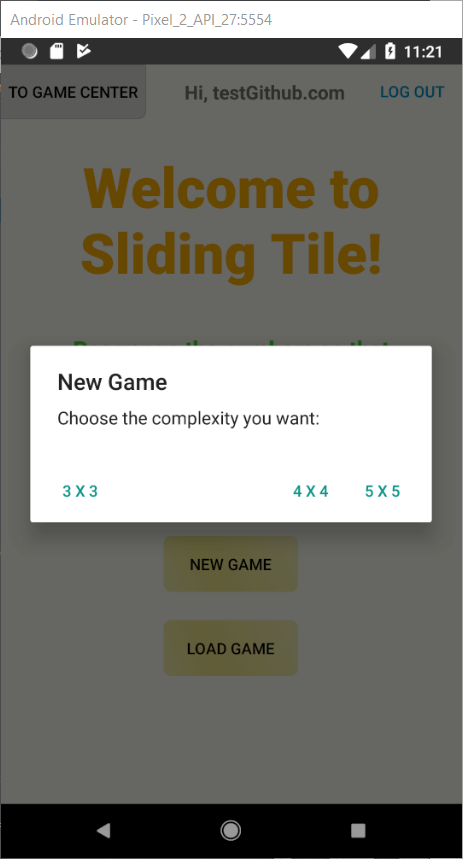 Android Emulator - Pixel_2_API_27:5554
11:21
TO GAME CENTER Hi, testGithub.com LOG OUT
Welcome to
Sliding Tile!
New Game
Choose the complexity you want:
3 X 3 4 X 4 5 X 5
NEW GAME
LOAD GAME